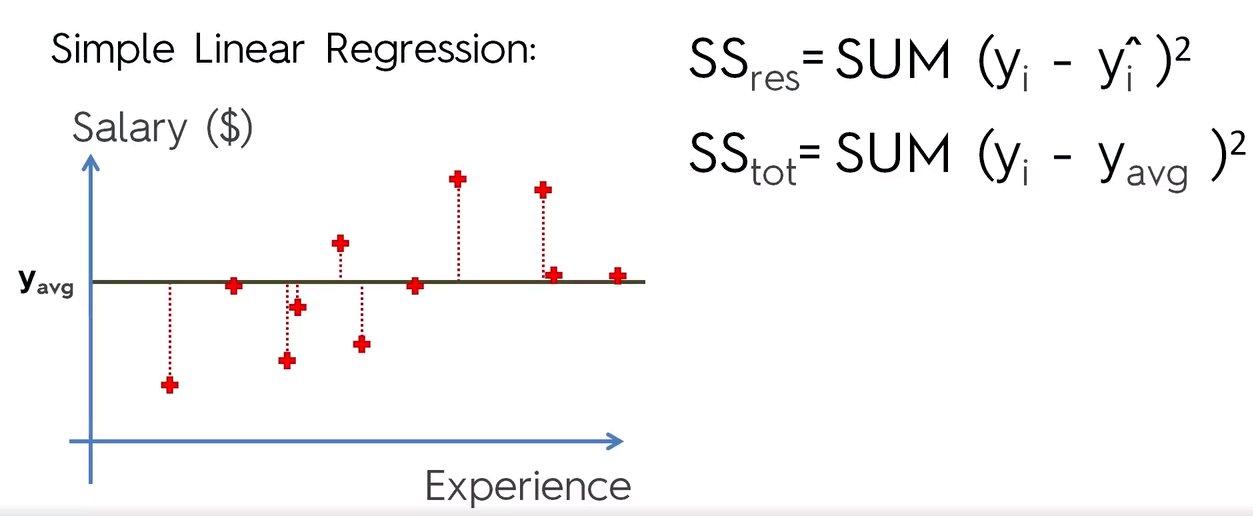 Simple Linear Regression:
SSres = SUM (yi - ŷi )²
SStot = SUM (yi - yavg )²
Salary ($)
yavg
Experience